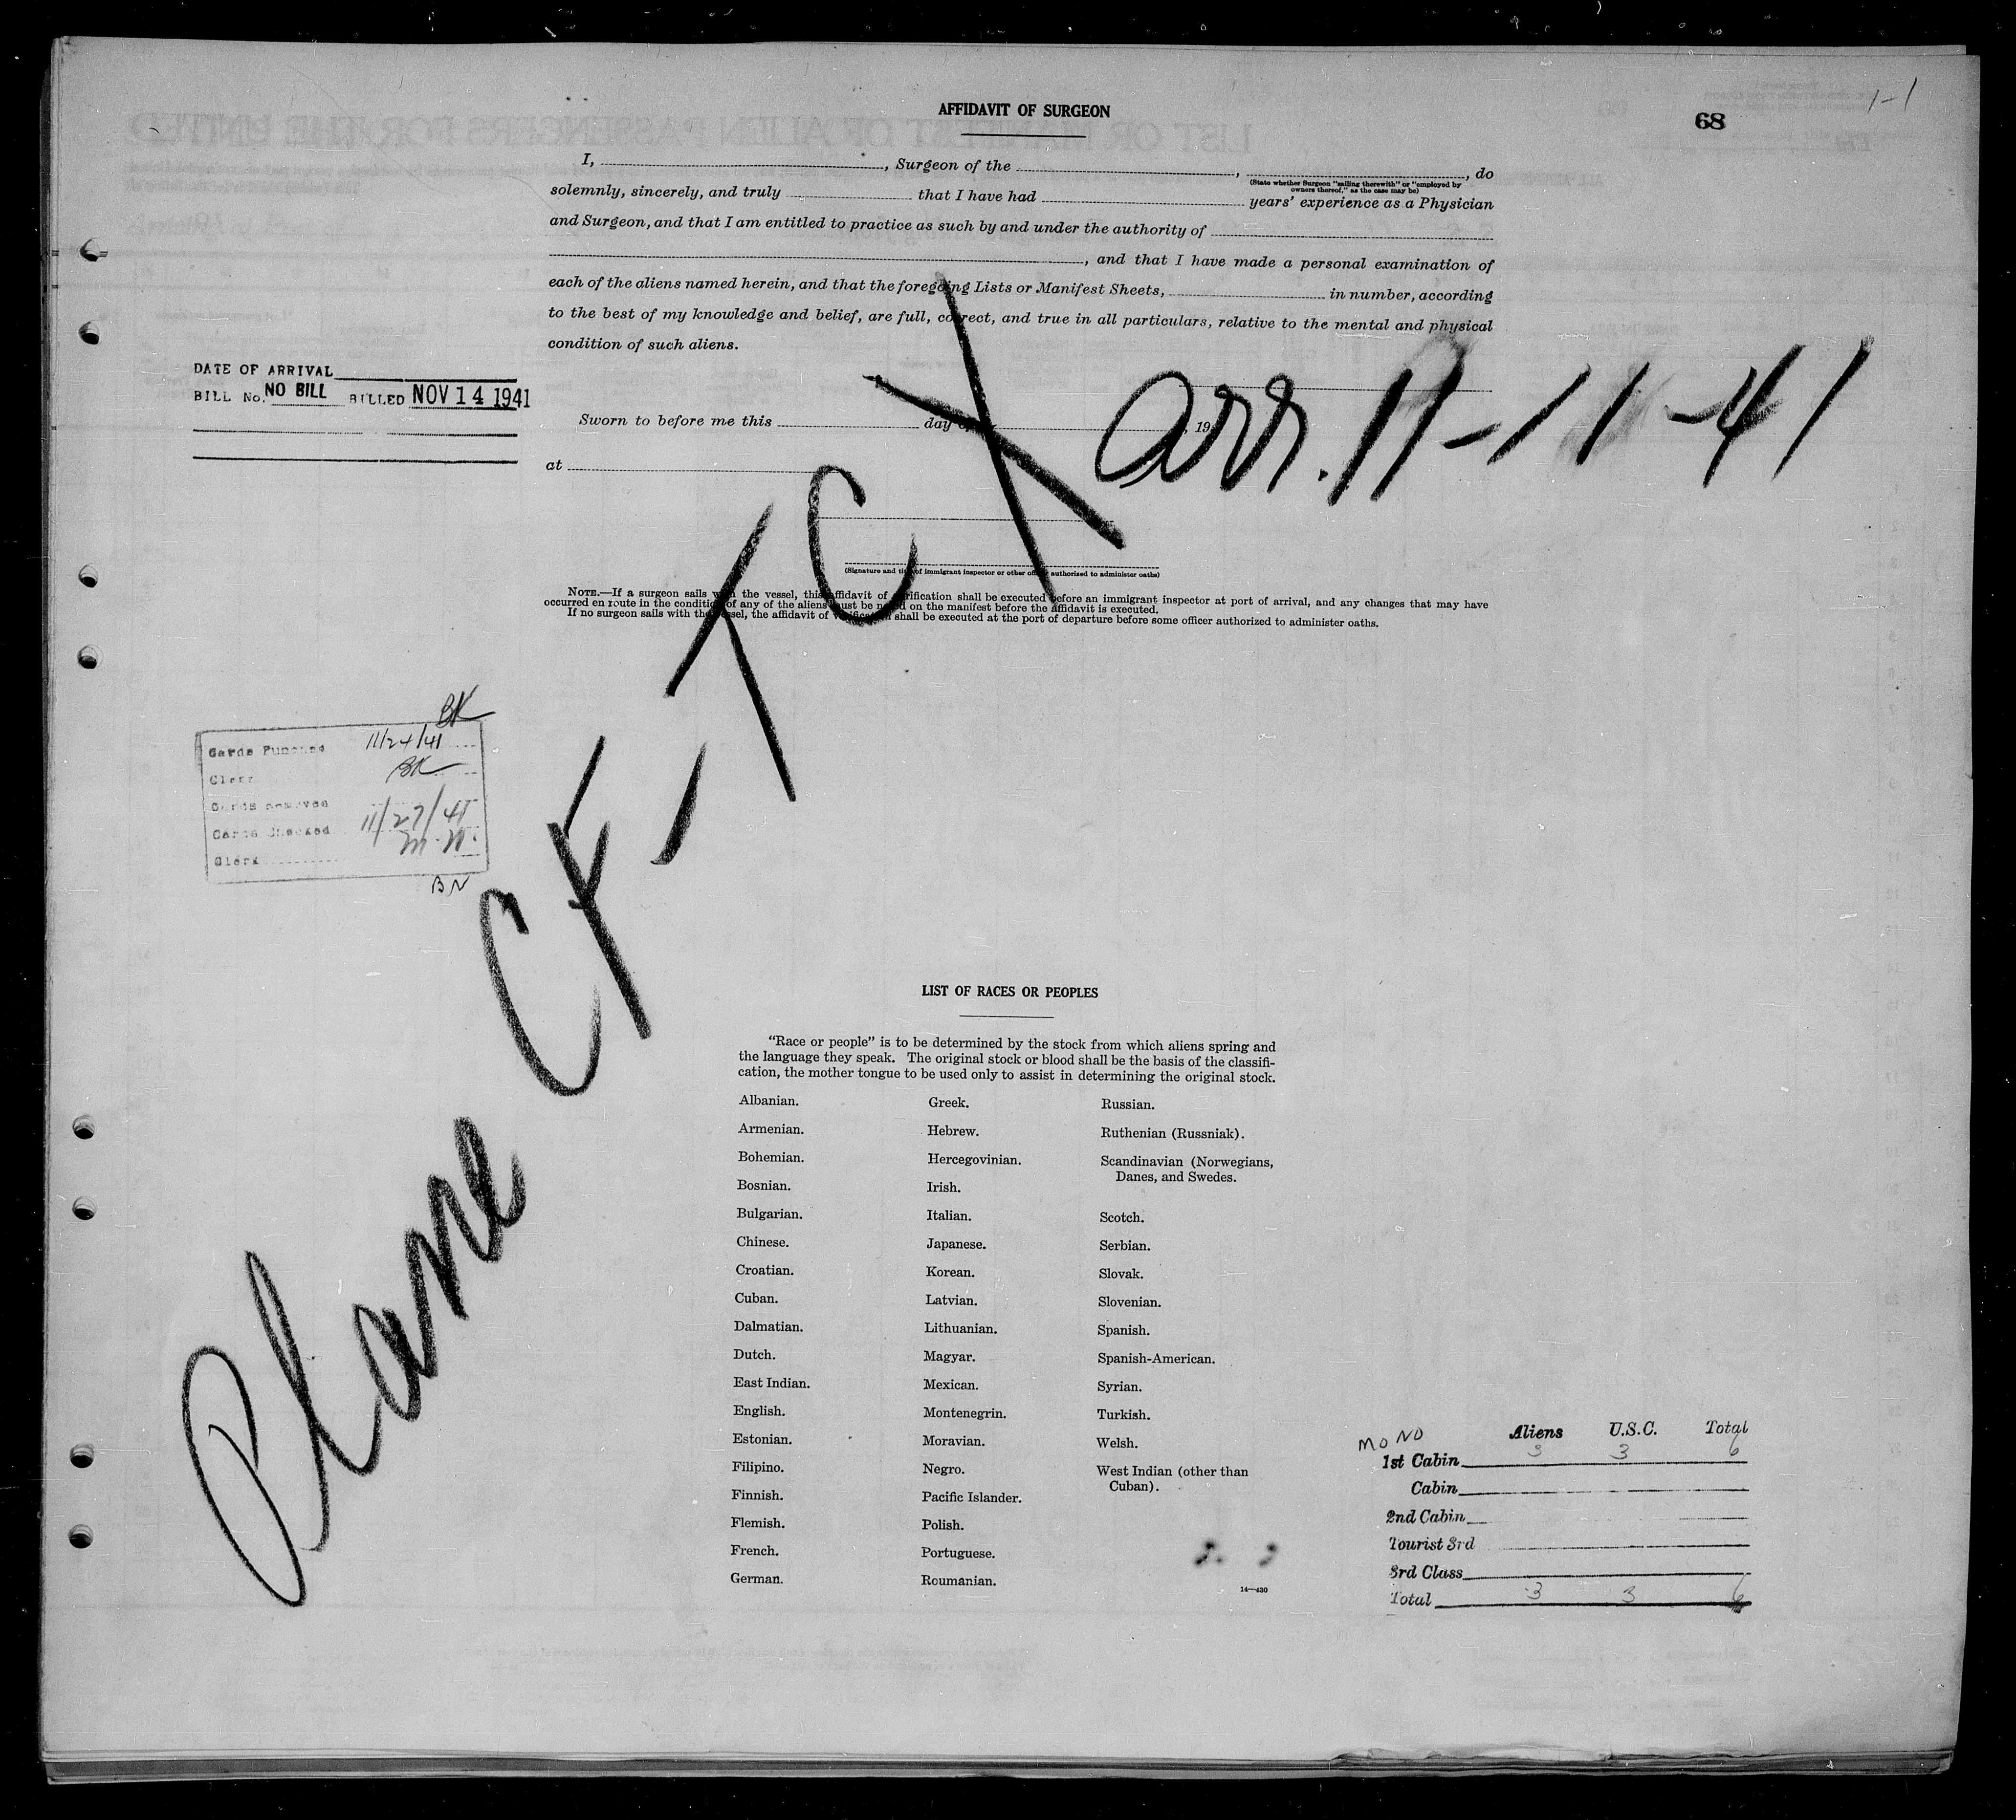 1-1
68
AFFIDAVIT OF SURGEON
I, , Surgeon of the , , do
(State whether Surgeon "sailing therewith" or "employed by
owners thereof," as the case may be)
solemnly, sincerely, and truly that I have had years' experience as a Physician
and Surgeon, and that I am entitled to practice as such by and under the authority of
, and that I have made a personal examination of
each of the aliens named herein, and that the foregoing Lists or Manifest Sheets, in number, according
to the best of my knowledge and belief, are full, correct, and true in all particulars, relative to the mental and physical
condition of such aliens.
DATE OF ARRIVAL
BILL No. NO BILL BILLED NOV 14 1941
arr. 11-11-41
Sworn to before me this day of , 19
at
(Signature and title of immigrant inspector or other officer authorized to administer oaths)
NOTE.—If a surgeon sails with the vessel, this affidavit of verification shall be executed before an immigrant inspector at port of arrival, and any changes that may have
occurred en route in the condition of any of the aliens must be noted on the manifest before the affidavit is executed.
If no surgeon sails with the vessel, the affidavit of verification shall be executed at the port of departure before some officer authorized to administer oaths.
Plane CF-TCX
BK
Cards Punched 11/24/41
Clerk BK
Cards
Cards Checked 11/27/41
Clerk M.N.
BN
LIST OF RACES OR PEOPLES
"Race or people" is to be determined by the stock from which aliens spring and
the language they speak. The original stock or blood shall be the basis of the classifi-
cation, the mother tongue to be used only to assist in determining the original stock.
Albanian.
Armenian.
Bohemian.
Bosnian.
Bulgarian.
Chinese.
Croatian.
Cuban.
Dalmatian.
Dutch.
East Indian.
English.
Estonian.
Filipino.
Finnish.
Flemish.
French.
German.
Greek.
Hebrew.
Hercegovinian.
Irish.
Italian.
Japanese.
Korean.
Latvian.
Lithuanian.
Magyar.
Mexican.
Montenegrin.
Moravian.
Negro.
Pacific Islander.
Polish.
Portuguese.
Roumanian.
Russian.
Ruthenian (Russniak).
Scandinavian (Norwegians,
Danes, and Swedes.
Scotch.
Serbian.
Slovak.
Slovenian.
Spanish.
Spanish-American.
Syrian.
Turkish.
Welsh.
West Indian (other than
Cuban).
14—430
MONO Aliens U.S.C. Total
1st Cabin 3 3 6
Cabin
2nd Cabin
Tourist 3rd
3rd Class
Total 3 3 6